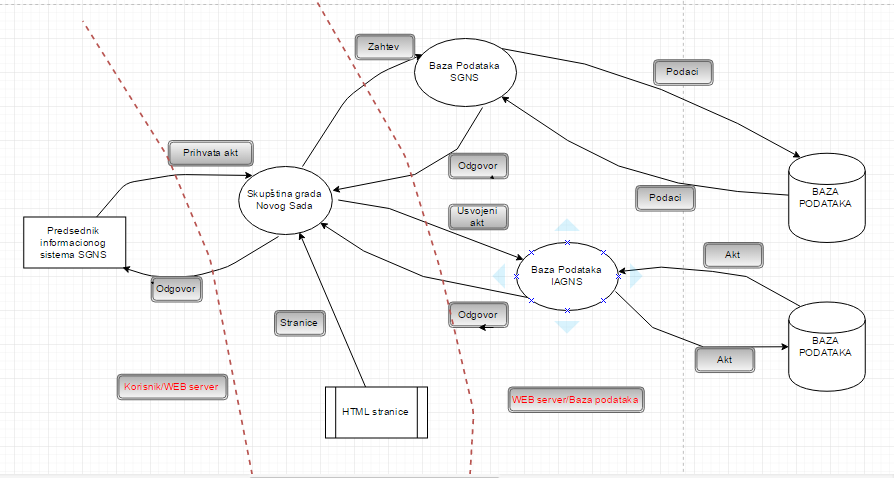 Zahtev
Baza Podataka
SGNS
Podaci
Prihvata akt
Odgovor
Skupština grada
Novog Sada
Podaci
BAZA
PODATAKA
Usvojeni
akt
Predsednik
informacionog
sistema SGNS
Akt
Baza Podataka
IAGNS
Odgovor
Odgovor
Stranice
BAZA
PODATAKA
Akt
Korisnik/WEB server
WEB server/Baza podataka
HTML stranice